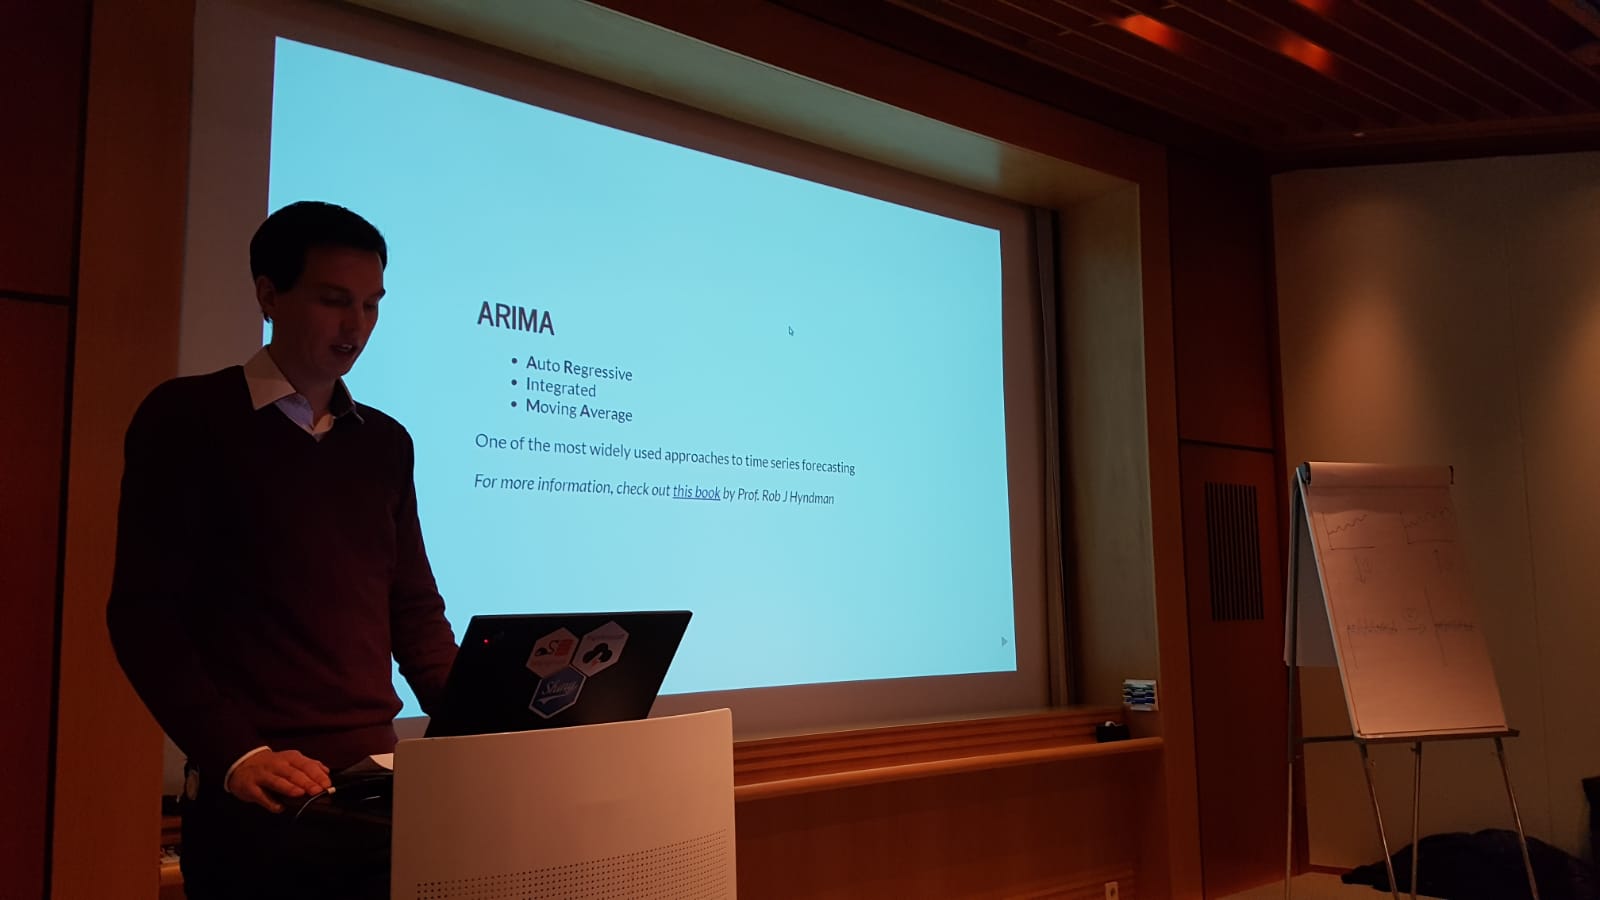 ARIMA
• Auto Regressive
• Integrated
• Moving Average
One of the most widely used approaches to time series forecasting
For more information, check out this book by Prof. Rob J Hyndman
Shiny